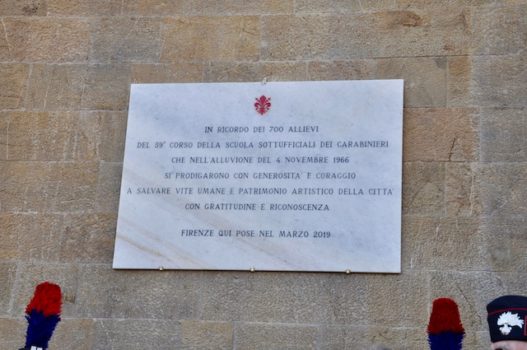 IN RICORDO DEI 700 ALLIEVI
DEL 19° CORSO DELLA SCUOLA SOTTUFFICIALI DEI CARABINIERI
CHE NELL'ALLUVIONE DEL 4 NOVEMBRE 1966
SI PRODIGARONO CON GENEROSITA' E CORAGGIO
A SALVARE VITE UMANE E PATRIMONIO ARTISTICO DELLA CITTA'
CON GRATITUDINE E RICONOSCENZA
FIRENZE QUI POSE NEL MARZO 2019